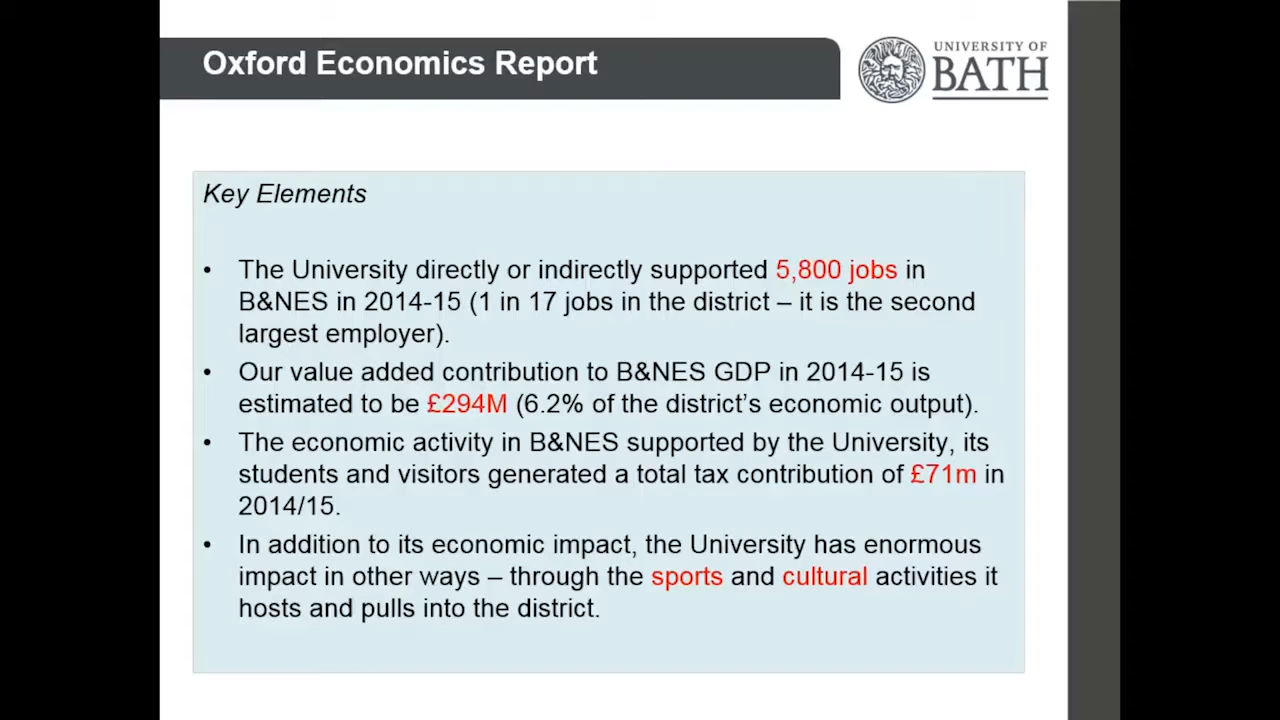 Oxford Economics Report
UNIVERSITY OF
BATH
Key Elements
• The University directly or indirectly supported 5,800 jobs in
B&NES in 2014-15 (1 in 17 jobs in the district – it is the second
largest employer).
• Our value added contribution to B&NES GDP in 2014-15 is
estimated to be £294M (6.2% of the district’s economic output).
• The economic activity in B&NES supported by the University, its
students and visitors generated a total tax contribution of £71m in
2014/15.
• In addition to its economic impact, the University has enormous
impact in other ways – through the sports and cultural activities it
hosts and pulls into the district.